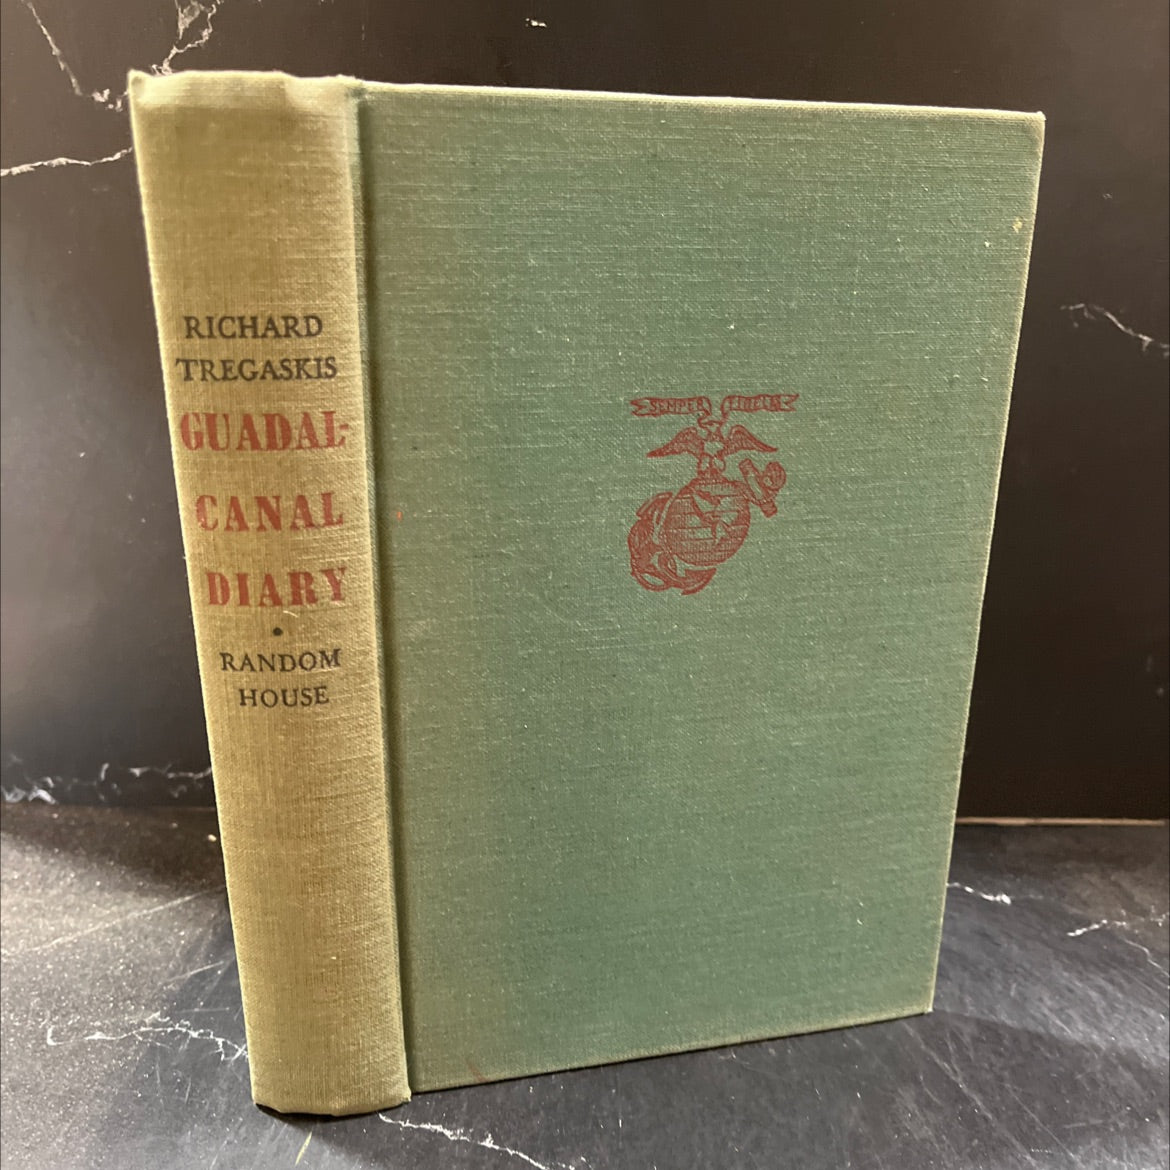 RICHARD
TREGASKIS
GUADAL-
CANAL
DIARY
•
RANDOM
HOUSE
SEMPER FIDELIS